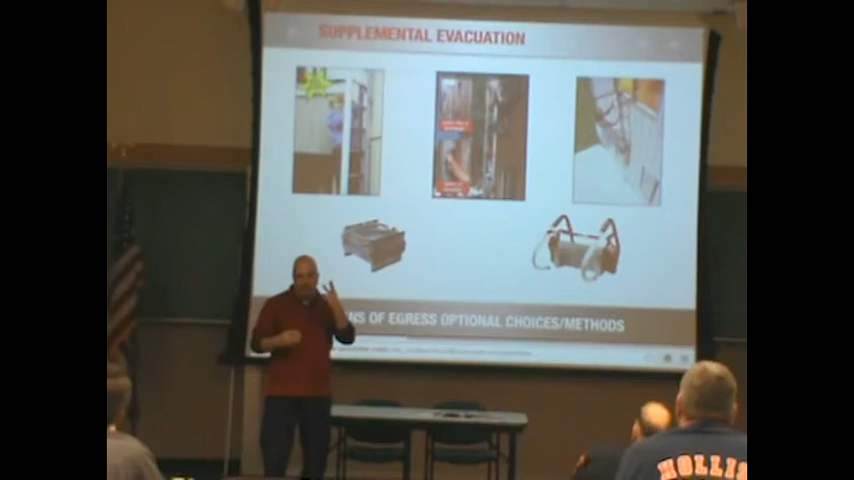 SUPPLEMENTAL EVACUATION
NS OF EGRESS OPTIONAL CHOICES/METHODS
HOLLIS